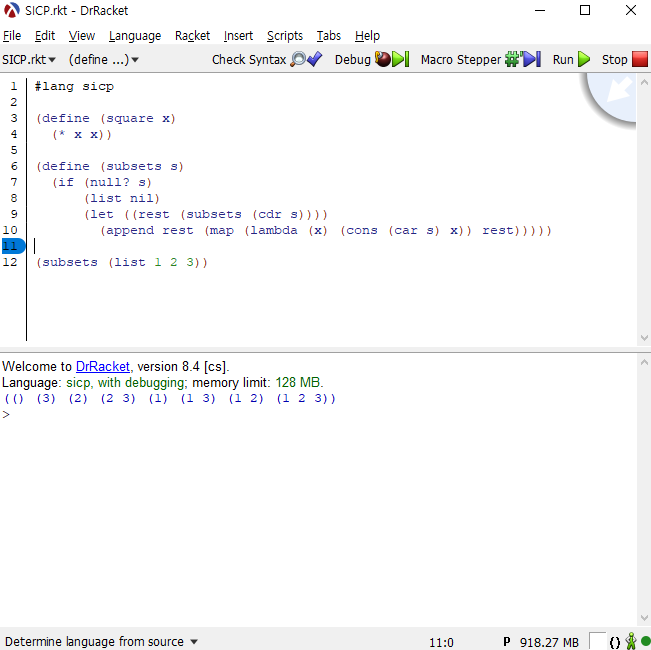 SICP.rkt - DrRacket
File Edit View Language Racket Insert Scripts Tabs Help
SICP.rkt (define ...) Check Syntax Debug Macro Stepper Run Stop
1 #lang sicp
2
3 (define (square x)
4   (* x x))
5
6 (define (subsets s)
7   (if (null? s)
8       (list nil)
9       (let ((rest (subsets (cdr s))))
10         (append rest (map (lambda (x) (cons (car s) x)) rest)))))
11
12 (subsets (list 1 2 3))
Welcome to DrRacket, version 8.4 [cs].
Language: sicp, with debugging; memory limit: 128 MB.
(() (3) (2) (2 3) (1) (1 3) (1 2) (1 2 3))
>
Determine language from source 11:0 P 918.27 MB ()